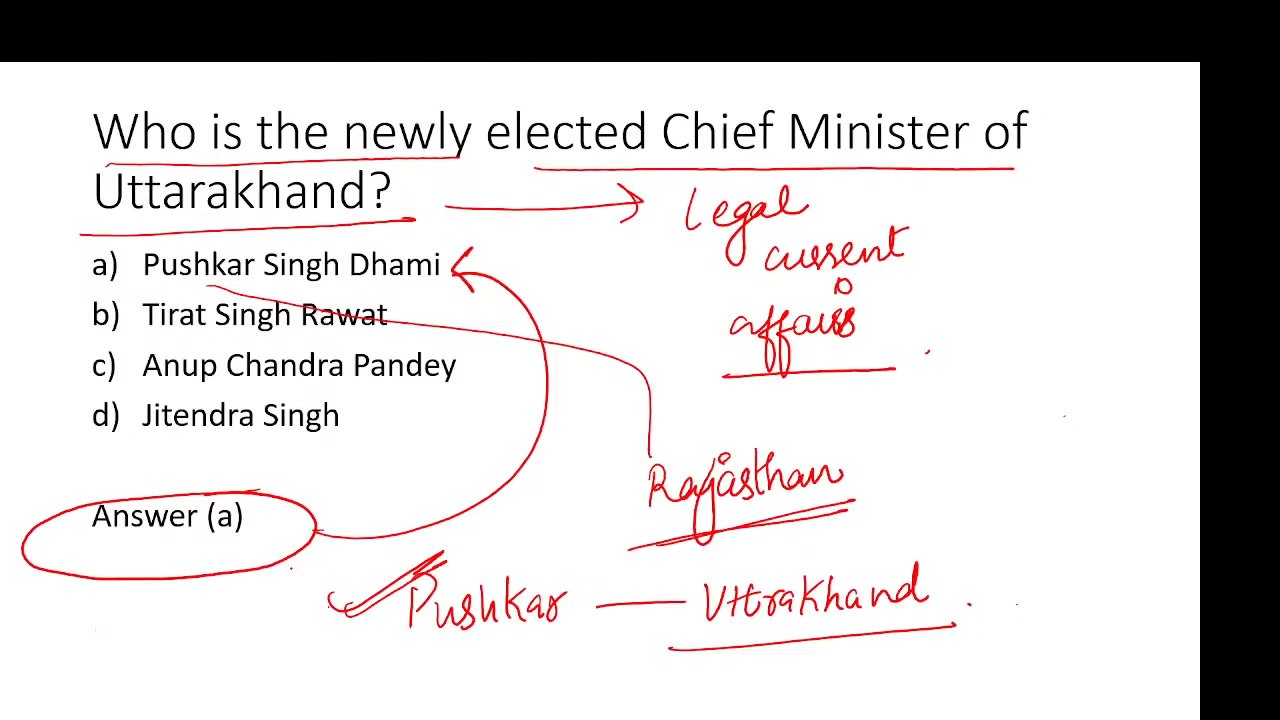 Who is the newly elected Chief Minister of
Uttarakhand?
Legal
current
affairs
a) Pushkar Singh Dhami
b) Tirat Singh Rawat
c) Anup Chandra Pandey
d) Jitendra Singh
Rajasthan
Answer (a)
Pushkar — Uttrakhand.